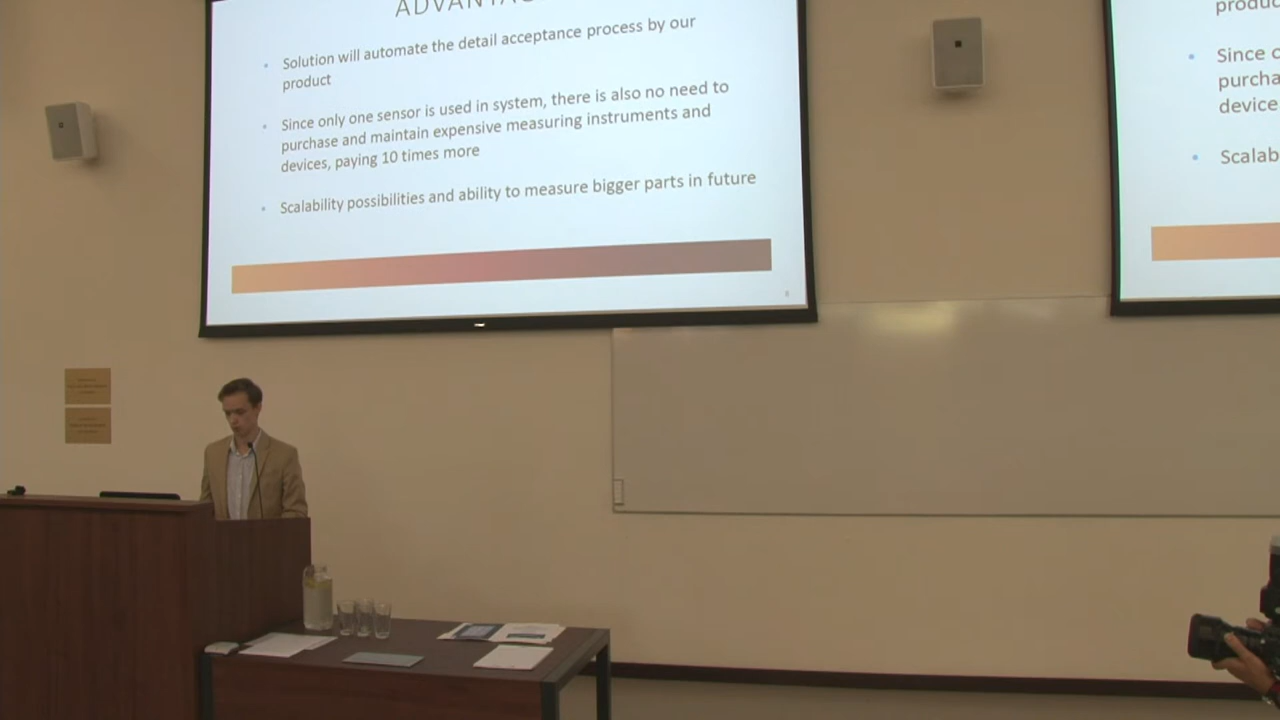 Solution will automate the detail acceptance process by our
product
Since only one sensor is used in system, there is also no need to
purchase and maintain expensive measuring instruments and
devices, paying 10 times more
Scalability possibilities and ability to measure bigger parts in future
8
Since
purcha
device
Scalab